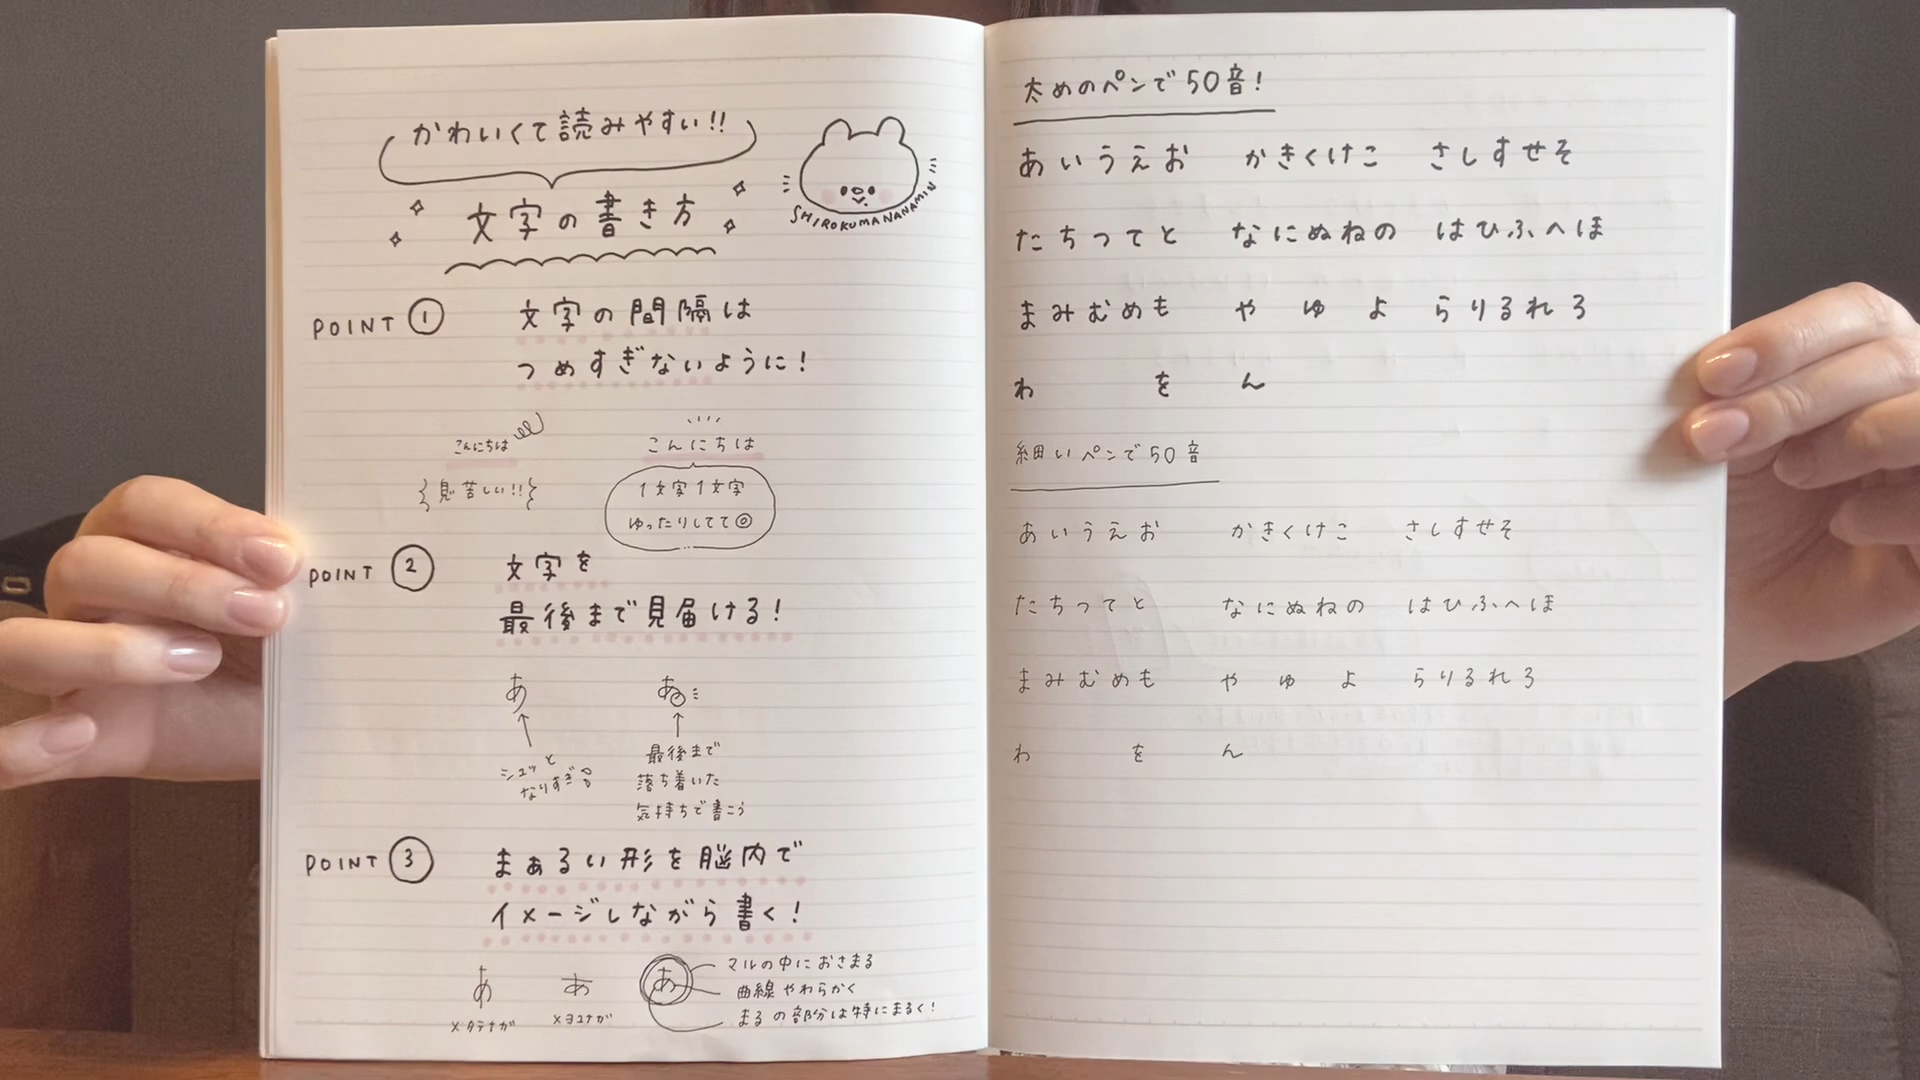 かわいくて読みやすい!!
文字の書き方
SHIROKUMANANAMIN
POINT ① 文字の間隔は
つめすぎないように!
こんにちは
見苦しい!!
こんにちは
1文字1文字
ゆったりしてて◎
POINT ② 文字を
最後まで見届ける!
あ
シュッと
なりすぎ
あ
最後まで
落ち着いた
気持ちで書こう
POINT ③ まぁるい形を脳内で
イメージしながら書く!
あ
×タテナガ
あ
×ヨコナガ
あ
マルの中におさまる
曲線やわらかく
まるの部分は特にまるく!
太めのペンで50音!
あいうえお かきくけこ さしすせそ
たちつてと なにぬねの はひふへほ
まみむめも や ゆ よ らりるれろ
わ を ん
細いペンで50音
あいうえお かきくけこ さしすせそ
たちつてと なにぬねの はひふへほ
まみむめも や ゆ よ らりるれろ
わ を ん